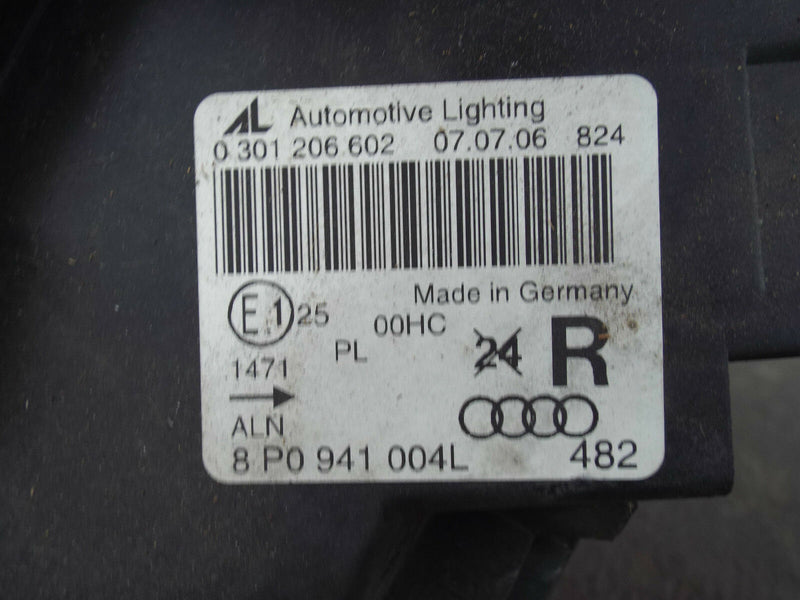 AL Automotive Lighting
0 301 206 602 07.07.06 824
Made in Germany
E1 25
00HC
PL
24 R
1471
ALN
8 P0 941 004L 482